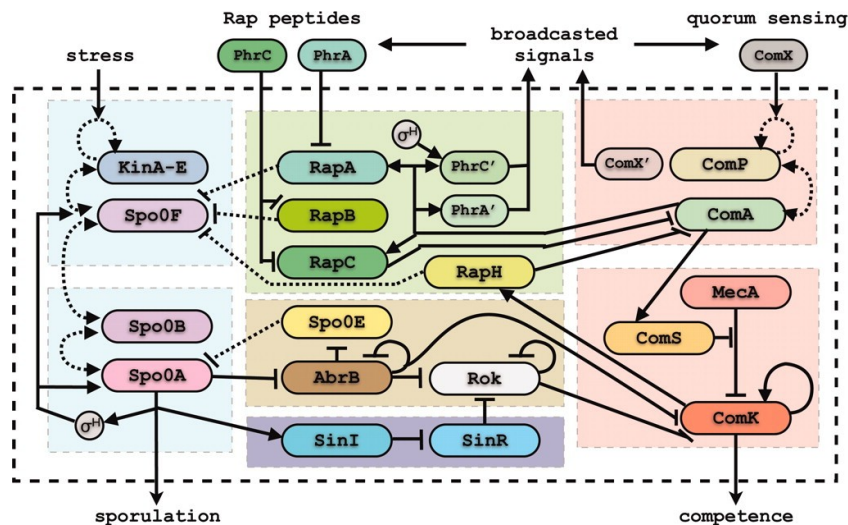 Rap peptides
quorum sensing
PhrC
PhrA
broadcasted
signals
ComX
stress
σᴴ
KinA-E
RapA
PhrC'
ComX'
ComP
Spo0F
RapB
PhrA'
ComA
RapC
RapH
MecA
Spo0B
Spo0E
ComS
Spo0A
AbrB
Rok
ComK
σᴴ
SinI
SinR
sporulation
competence